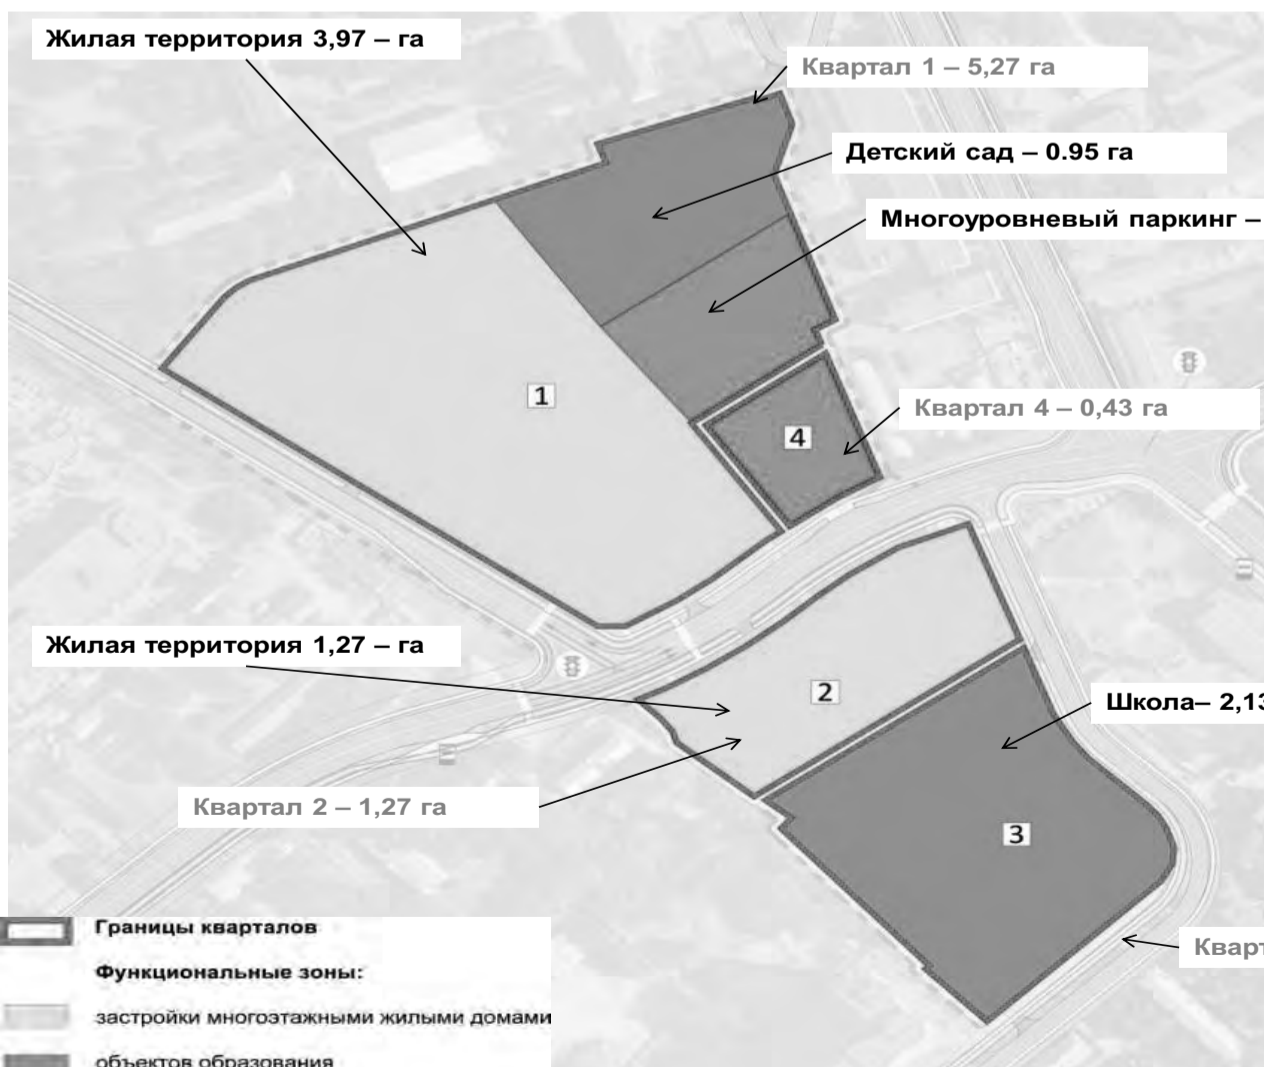 Жилая территория 3,97 – га
Квартал 1 – 5,27 га
Детский сад – 0.95 га
Многоуровневый паркинг –
1
Квартал 4 – 0,43 га
4
Жилая территория 1,27 – га
2
Школа– 2,13
Квартал 2 – 1,27 га
3
Границы кварталов
Функциональные зоны:
застройки многоэтажными жилыми домами
объектов образования